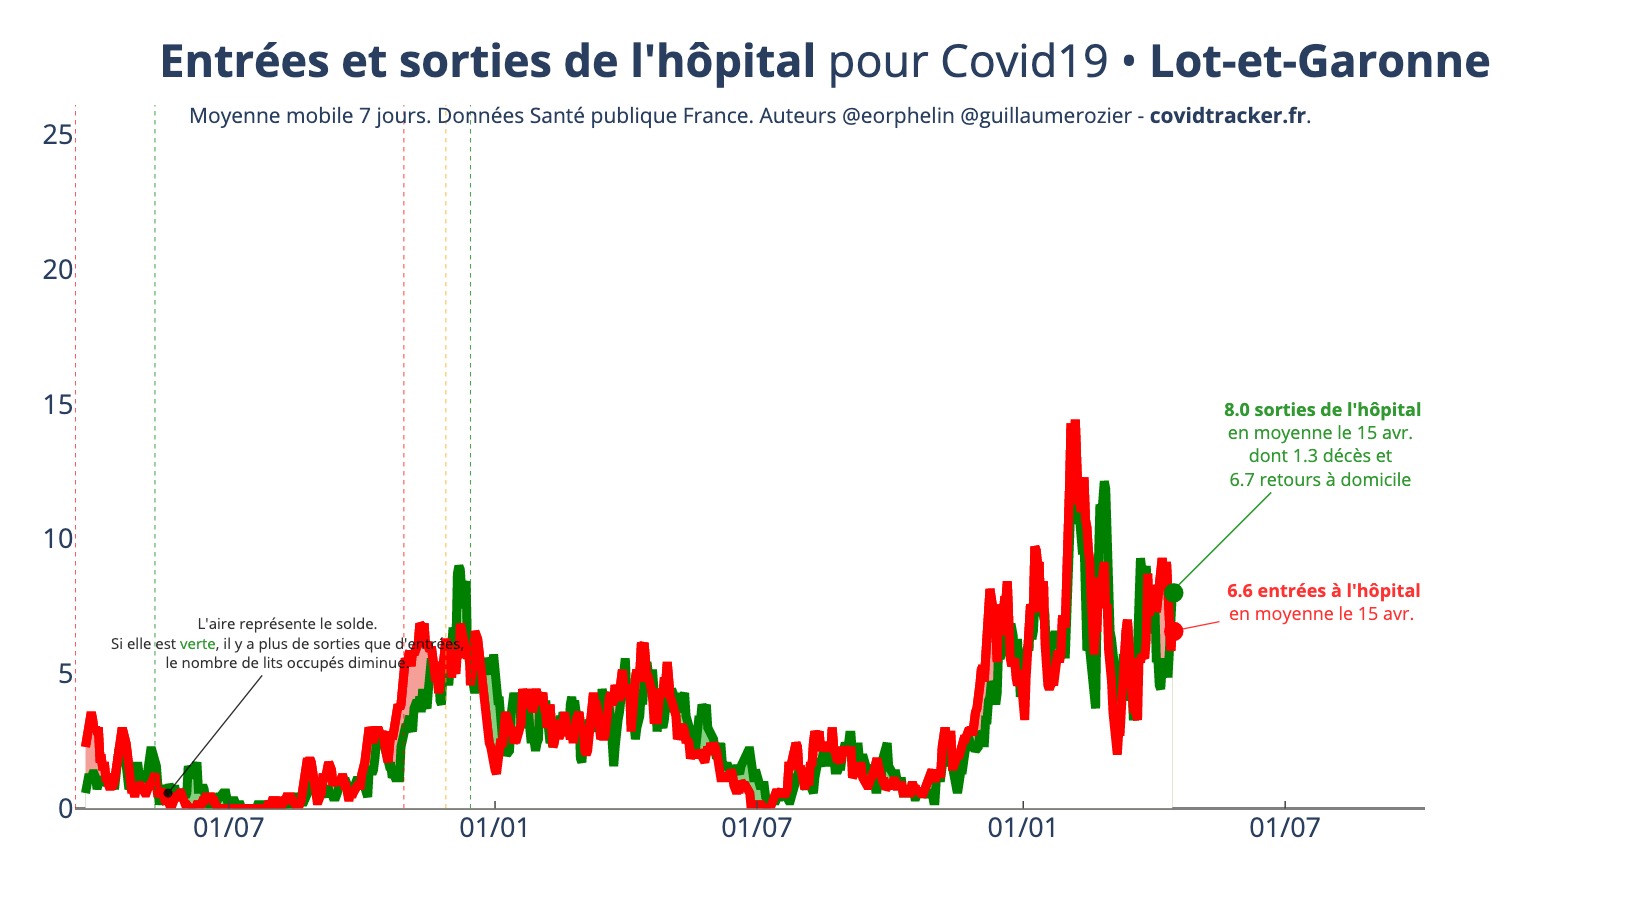 Entrées et sorties de l'hôpital pour Covid19 • Lot-et-Garonne
Moyenne mobile 7 jours. Données Santé publique France. Auteurs @eorphelin @guillaumerozier - covidtracker.fr.
25
20
15
10
5
0
8.0 sorties de l'hôpital
en moyenne le 15 avr.
dont 1.3 décès et
6.7 retours à domicile
6.6 entrées à l'hôpital
en moyenne le 15 avr.
L'aire représente le solde.
Si elle est verte, il y a plus de sorties que d'entrées,
le nombre de lits occupés diminue.
01/07
01/01
01/07
01/01
01/07